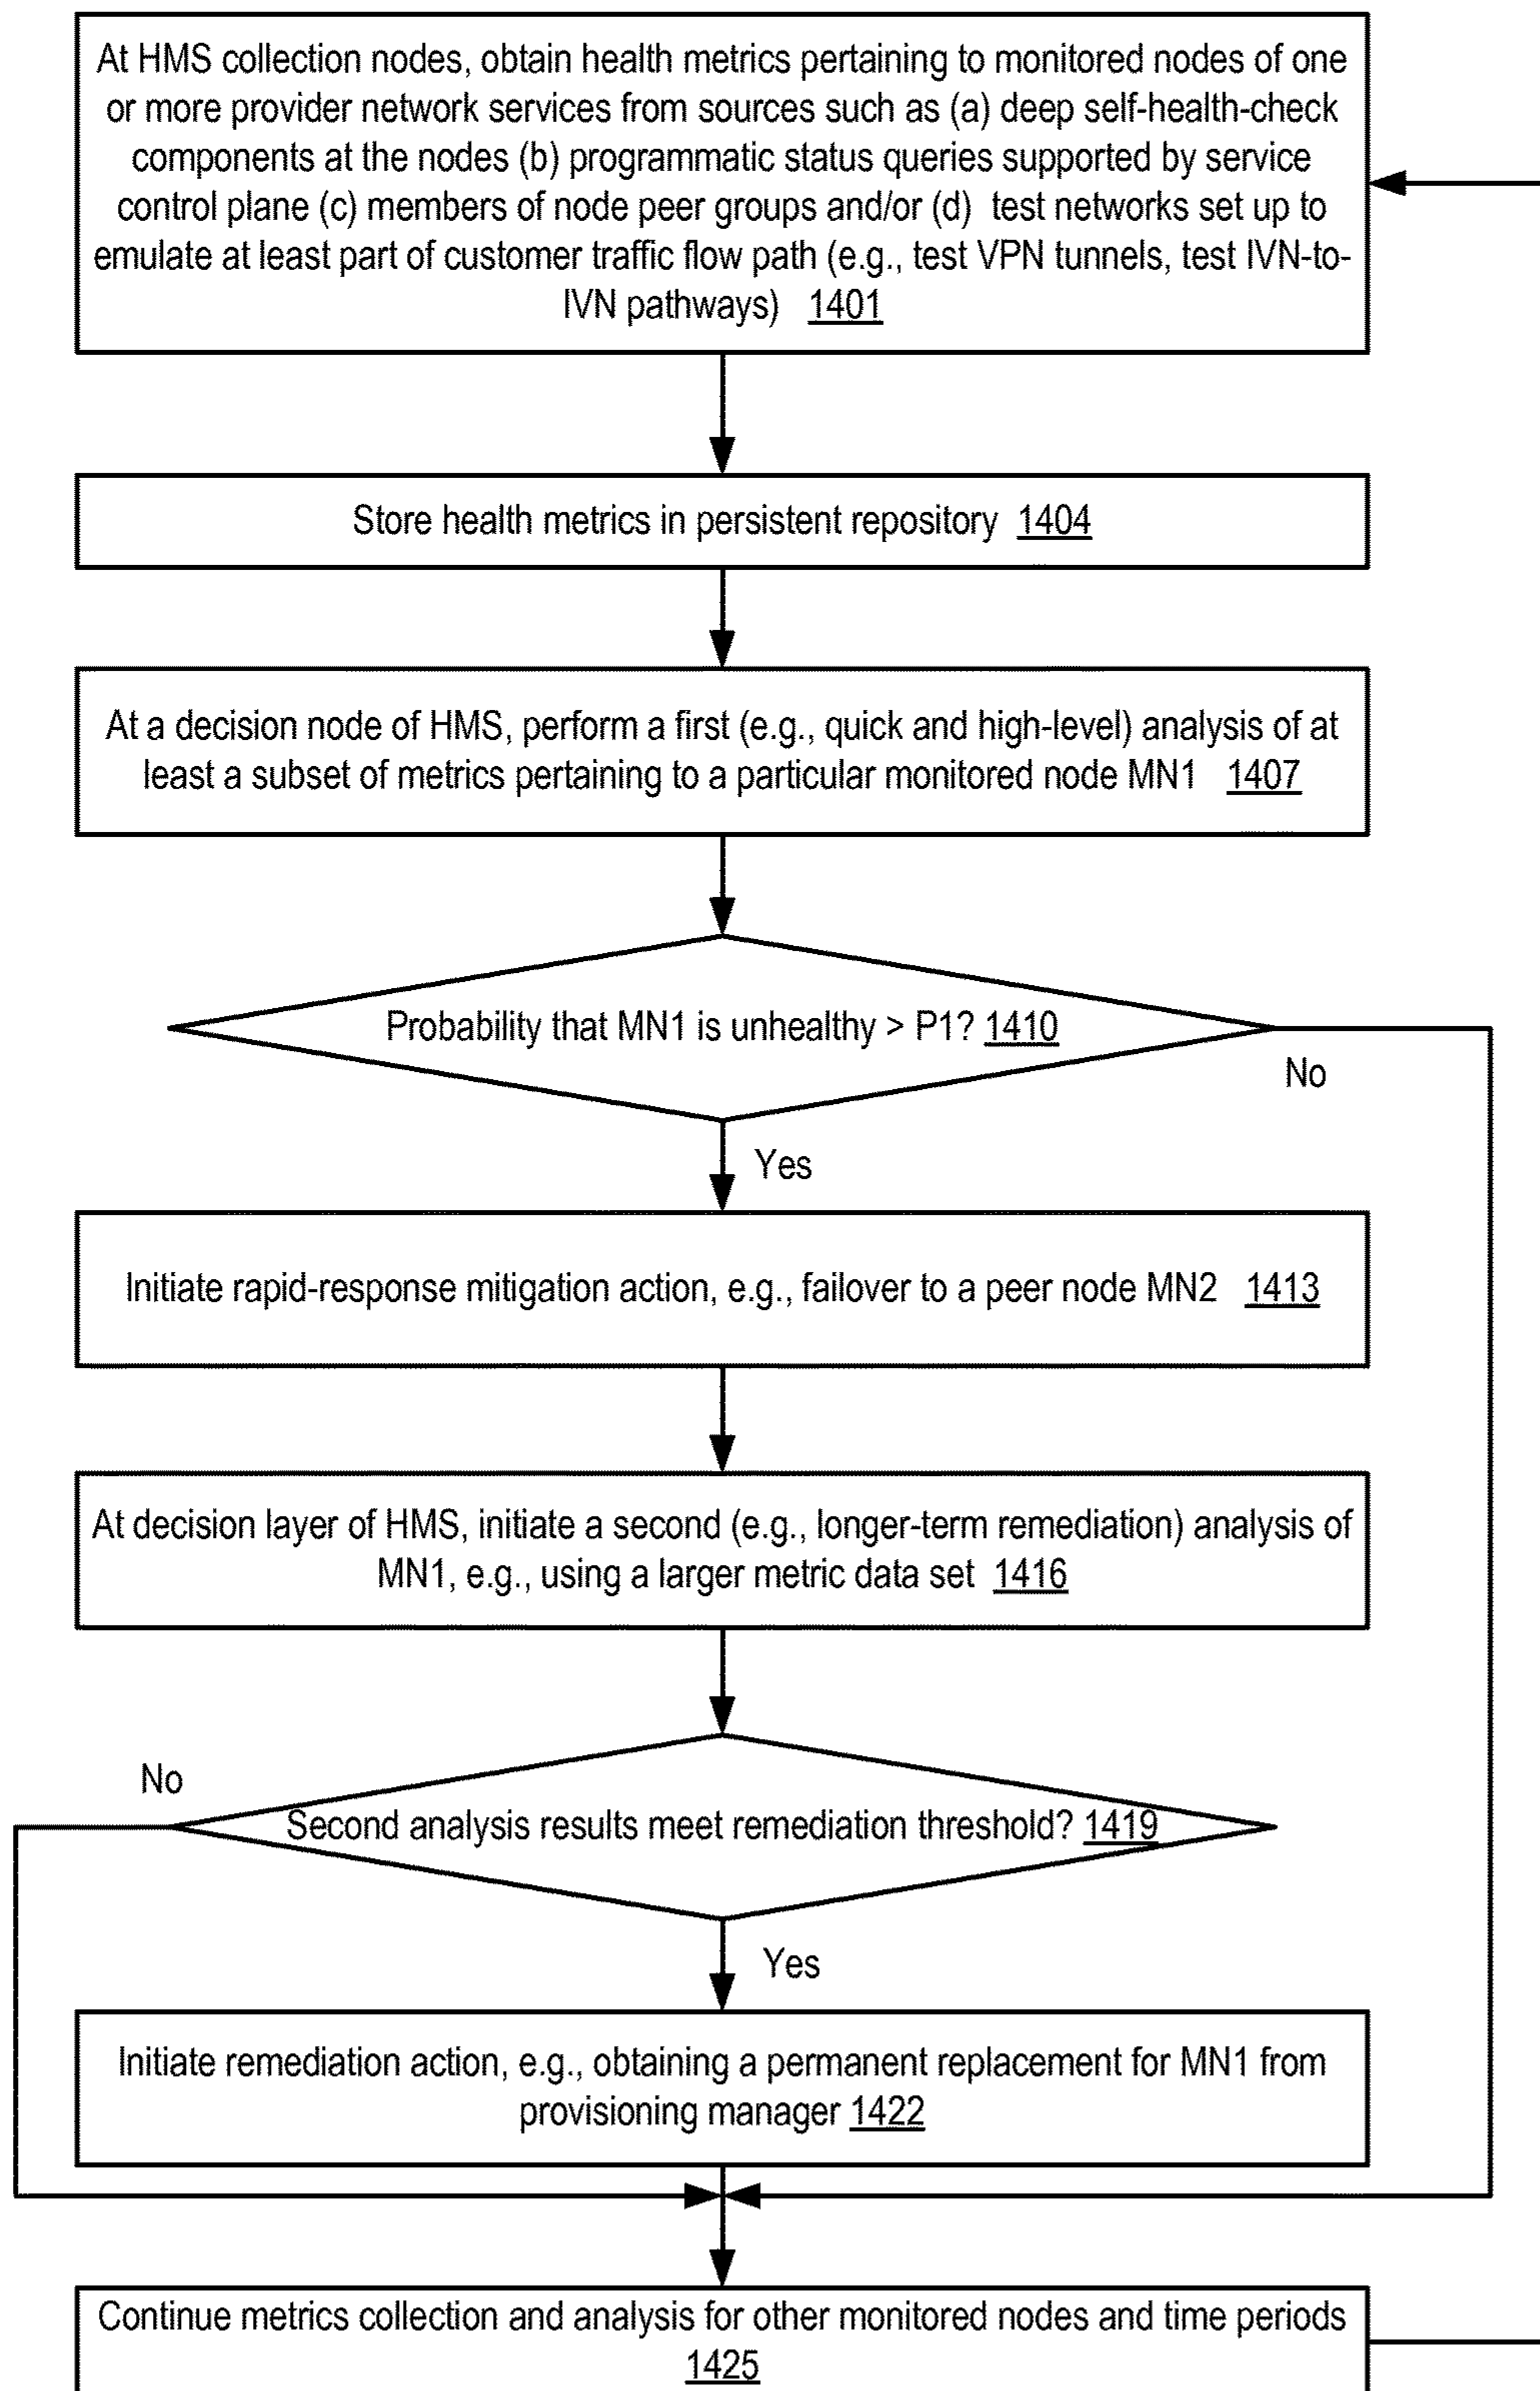 At HMS collection nodes, obtain health metrics pertaining to monitored nodes of one
or more provider network services from sources such as (a) deep self-health-check
components at the nodes (b) programmatic status queries supported by service
control plane (c) members of node peer groups and/or (d) test networks set up to
emulate at least part of customer traffic flow path (e.g., test VPN tunnels, test IVN-to-
IVN pathways) 1401
Store health metrics in persistent repository 1404
At a decision node of HMS, perform a first (e.g., quick and high-level) analysis of at
least a subset of metrics pertaining to a particular monitored node MN1 1407
Probability that MN1 is unhealthy > P1? 1410
No
Yes
Initiate rapid-response mitigation action, e.g., failover to a peer node MN2 1413
At decision layer of HMS, initiate a second (e.g., longer-term remediation) analysis of
MN1, e.g., using a larger metric data set 1416
No
Second analysis results meet remediation threshold? 1419
Yes
Initiate remediation action, e.g., obtaining a permanent replacement for MN1 from
provisioning manager 1422
Continue metrics collection and analysis for other monitored nodes and time periods
1425